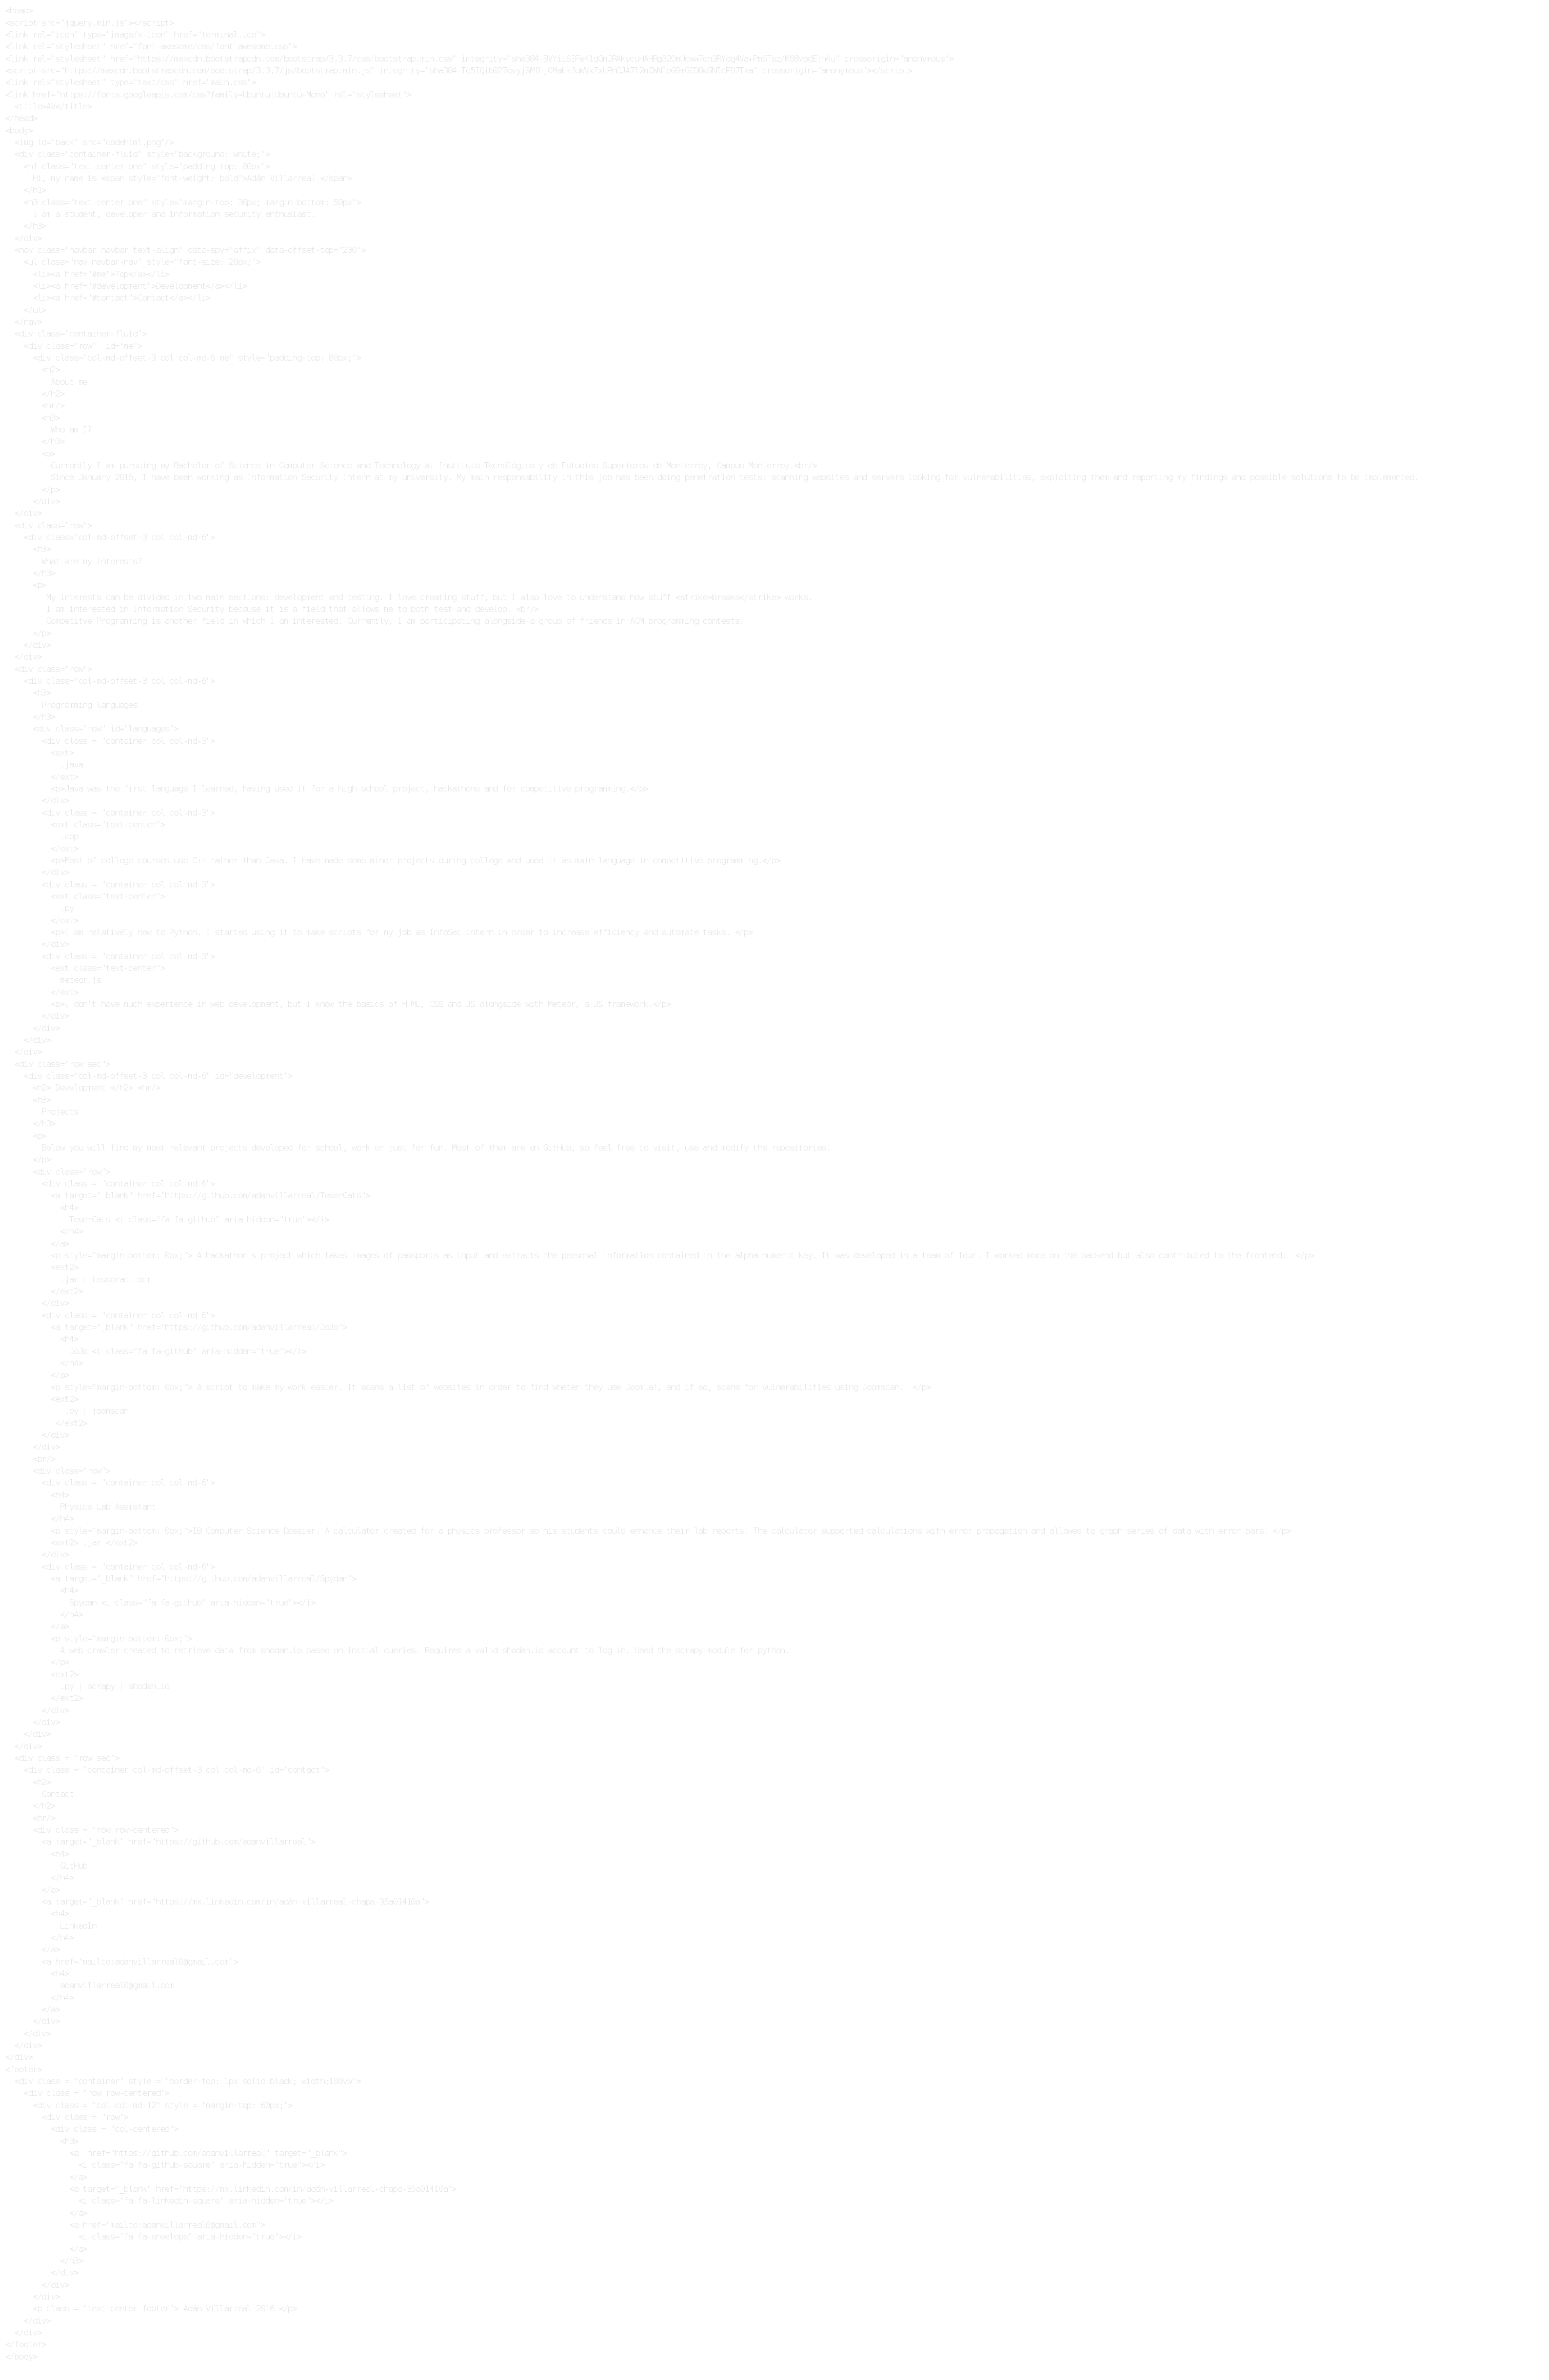 <head>
<script src="jquery.min.js"></script>
<link rel="icon" type="image/x-icon" href="terminal.ico">
<link rel="stylesheet" href="font-awesome/css/font-awesome.css">
<link rel="stylesheet" href="https://maxcdn.bootstrapcdn.com/bootstrap/3.3.7/css/bootstrap.min.css" crossorigin="anonymous">
<script src="https://maxcdn.bootstrapcdn.com/bootstrap/3.3.7/js/bootstrap.min.js" crossorigin="anonymous"></script>
<link rel="stylesheet" type="text/css" href="main.css">
<link href="https://fonts.googleapis.com/css?family=Ubuntu|Ubuntu+Mono" rel="stylesheet">
<title>AV</title>
</head>
<body>
<img id="back" src="codehtml.png"/>
<div class="container-fluid" style="background: white;">
<h1 class="text-center one" style="padding-top: 80px">
Hi, my name is <span style="font-weight: bold">Adán Villarreal </span>
</h1>
<h3 class="text-center one" style="margin-top: 30px; margin-bottom: 50px">
I am a student, developer and information security enthusiast.
</h3>
</div>
<nav class="navbar navbar text-align" data-spy="affix" data-offset-top="230">
<ul class="nav navbar-nav" style="font-size: 20px;">
<li><a href="#me">Top</a></li>
<li><a href="#development">Development</a></li>
<li><a href="#contact">Contact</a></li>
</ul>
</nav>
<div class="container-fluid">
<div class="row" id="me">
<div class="col-md-offset-3 col col-md-6 me" style="padding-top: 80px;">
<h2>
About me
</h2>
<hr/>
<h3>
Who am I?
</h3>
<p>
Currently I am pursuing my Bachelor of Science in Computer Science and Technology at Instituto Tecnológico y de Estudios Superiores de Monterrey, Campus Monterrey.<br/>
Since January 2016, I have been working as Information Security Intern at my university. My main responsability in this job has been doing penetration tests: scanning websites and servers looking for vulnerabilities, exploiting them and reporting my findings and possible solutions to be implemented.
</p>
</div>
</div>
<div class="row">
<div class="col-md-offset-3 col col-md-6">
<h3>
What are my interests?
</h3>
<p>
My interests can be divided in two main sections: development and testing. I love creating stuff, but I also love to understand how stuff <strike>breaks</strike> works.
I am interested in Information Security because it is a field that allows me to both test and develop. <br/>
Competitve Programming is another field in which I am interested. Currently, I am participating alongside a group of friends in ACM programming contests.
</p>
</div>
</div>
<div class="row">
<div class="col-md-offset-3 col col-md-6">
<h3>
Programming languages
</h3>
<div class="row" id="languages">
<div class = "container col col-md-3">
<ext>
.java
</ext>
<p>Java was the first language I learned, having used it for a high school project, hackathons and for competitive programming.</p>
</div>
<div class = "container col col-md-3">
<ext class="text-center">
.cpp
</ext>
<p>Most of college courses use C++ rather than Java. I have made some minor projects during college and used it as main language in competitive programming.</p>
</div>
<div class = "container col col-md-3">
<ext class="text-center">
.py
</ext>
<p>I am relatively new to Python. I started using it to make scripts for my job as InfoSec intern in order to increase efficiency and automate tasks. </p>
</div>
<div class = "container col col-md-3">
<ext class="text-center">
meteor.js
</ext>
<p>I don't have much experience in web development, but I know the basics of HTML, CSS and JS alongside with Meteor, a JS framework.</p>
</div>
</div>
</div>
</div>
<div class="row sec">
<div class="col-md-offset-3 col col-md-6" id="development">
<h2> Development </h2> <hr/>
<h3>
Projects
</h3>
<p>
Below you will find my most relevant projects developed for school, work or just for fun. Most of them are on GitHub, so feel free to visit, use and modify the repositories.
</p>
<div class="row">
<div class = "container col col-md-6">
<a target="_blank" href="https://github.com/adanvillarreal/TeserCats">
<h4>
TeserCats <i class="fa fa-github" aria-hidden="true"></i>
</h4>
</a>
<p style="margin-bottom: 0px;"> A hackathon's project which takes images of passports as input and extracts the personal information contained in the alpha-numeric key. It was developed in a team of four. I worked more on the backend but also contributed to the frontend. </p>
<ext2>
.jar | tesseract-ocr
</ext2>
</div>
<div class = "container col col-md-6">
<a target="_blank" href="https://github.com/adanvillarreal/JoJo">
<h4>
JoJo <i class="fa fa-github" aria-hidden="true"></i>
</h4>
</a>
<p style="margin-bottom: 0px;"> A script to make my work easier. It scans a list of websites in order to find wheter they use Joomla!, and if so, scans for vulnerabilities using Joomscan. </p>
<ext2>
.py | joomscan
</ext2>
</div>
</div>
<br/>
<div class="row">
<div class = "container col col-md-6">
<h4>
Physics Lab Assistant
</h4>
<p style="margin-bottom: 0px;">IB Computer Science Dossier. A calculator created for a physics professor so his students could enhance their lab reports. The calculator supported calculations with error propagation and allowed to graph series of data with error bars. </p>
<ext2> .jar </ext2>
</div>
<div class = "container col col-md-6">
<a target="_blank" href="https://github.com/adanvillarreal/Spydan">
<h4>
Spydan <i class="fa fa-github" aria-hidden="true"></i>
</h4>
</a>
<p style="margin-bottom: 0px;">
A web crawler created to retrieve data from shodan.io based on initial queries. Requires a valid shodan.io account to log in. Used the scrapy module for python.
</p>
<ext2>
.py | scrapy | shodan.io
</ext2>
</div>
</div>
</div>
</div>
<div class = "row sec">
<div class = "container col-md-offset-3 col col-md-6" id="contact">
<h2>
Contact
</h2>
<hr/>
<div class = "row row-centered">
<a target="_blank" href="https://github.com/adanvillarreal">
<h4>
GitHub
</h4>
</a>
<a target="_blank" href="https://mx.linkedin.com/in/adán-villarreal-chapa-36a01410a">
<h4>
LinkedIn
</h4>
</a>
<a href="mailto:adanvillarreal0@gmail.com">
<h4>
adanvillarreal0@gmail.com
</h4>
</a>
</div>
</div>
</div>
</div>
<footer>
<div class = "container" style = "border-top: 1px solid black; width:100vw">
<div class = "row row-centered">
<div class = "col col-md-12" style = "margin-top: 60px;">
<div class = "row">
<div class = "col-centered">
<h3>
<a href="https://github.com/adanvillarreal" target="_blank">
<i class="fa fa-github-square" aria-hidden="true"></i>
</a>
<a target="_blank" href="https://mx.linkedin.com/in/adán-villarreal-chapa-36a01410a">
<i class="fa fa-linkedin-square" aria-hidden="true"></i>
</a>
<a href="mailto:adanvillarreal0@gmail.com">
<i class="fa fa-envelope" aria-hidden="true"></i>
</a>
</h3>
</div>
</div>
</div>
<p class = "text-center footer"> Adán Villarreal 2016 </p>
</div>
</div>
</footer>
</body>